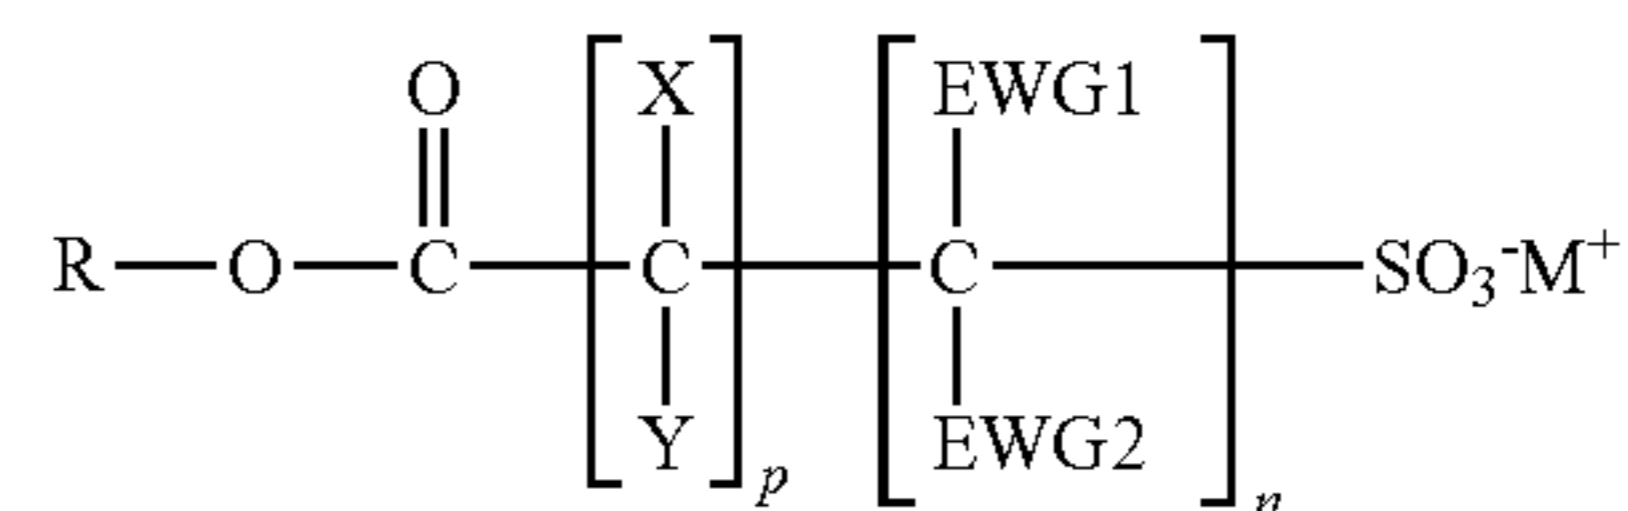 O X EWG1
R—O—C C C SO₃⁻M⁺
Y EWG2
p n